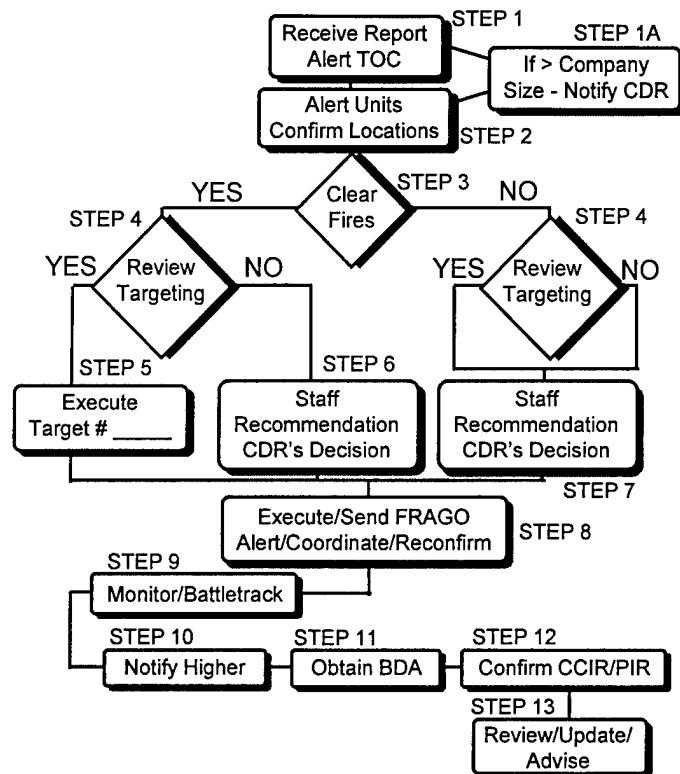 STEP 1
Receive Report
Alert TOC
STEP 1A
If > Company
Size - Notify CDR
Alert Units
Confirm Locations
STEP 2
STEP 3
YES
Clear
Fires
NO
STEP 4
YES
Review
Targeting
NO
STEP 4
YES
Review
Targeting
NO
STEP 5
Execute
Target # ______
STEP 6
Staff
Recommendation
CDR's Decision
Staff
Recommendation
CDR's Decision
STEP 7
Execute/Send FRAGO
Alert/Coordinate/Reconfirm
STEP 8
STEP 9
Monitor/Battletrack
STEP 10
Notify Higher
STEP 11
Obtain BDA
STEP 12
Confirm CCIR/PIR
STEP 13
Review/Update/
Advise